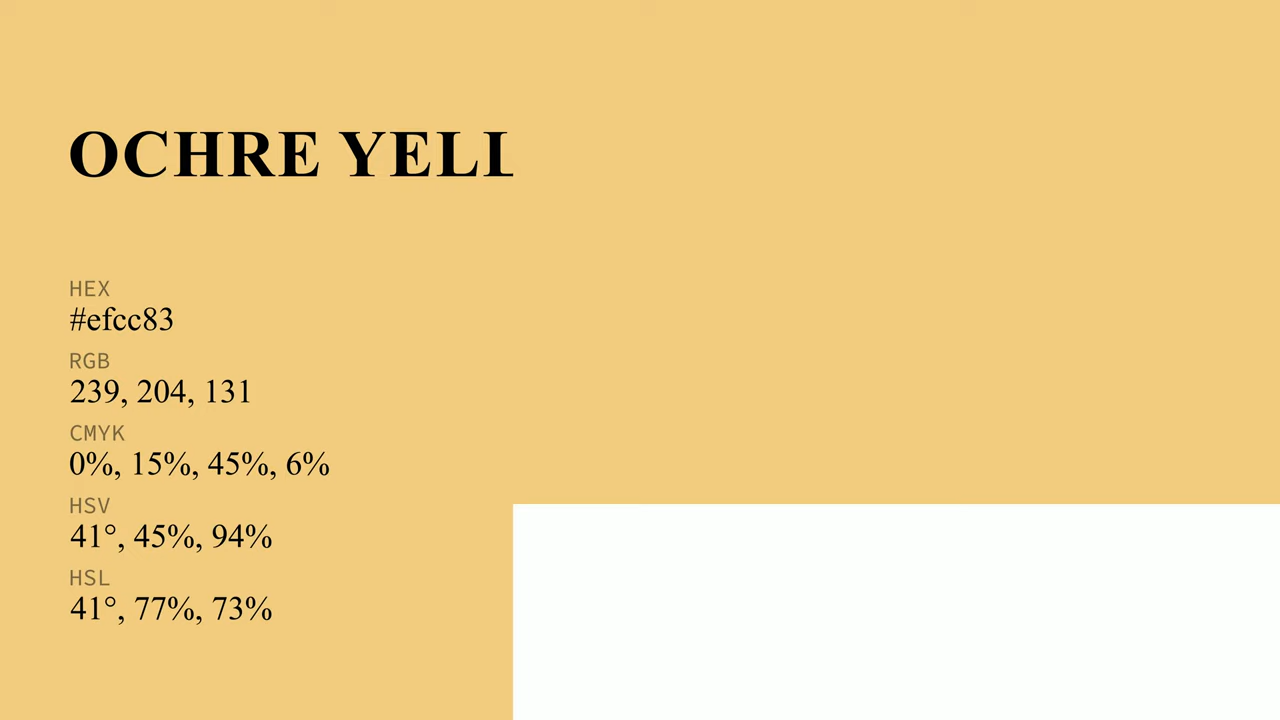 OCHRE YELL
HEX
#efcc83
RGB
239, 204, 131
CMYK
0%, 15%, 45%, 6%
HSV
41°, 45%, 94%
HSL
41°, 77%, 73%